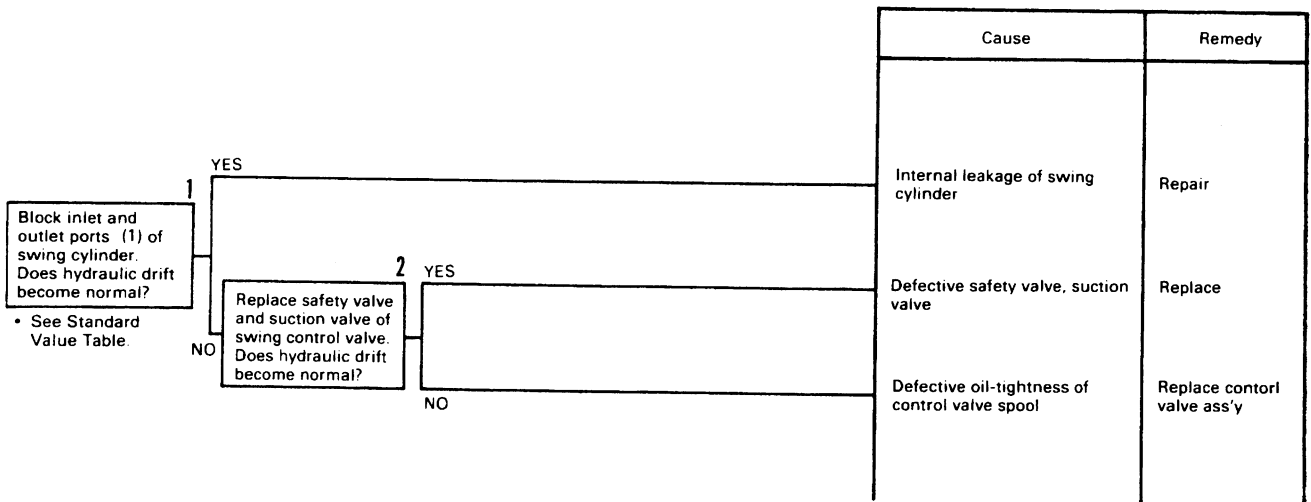 Cause
Remedy
YES
Internal leakage of swing
cylinder
Repair
1
Block inlet and
outlet ports (1) of
swing cylinder.
Does hydraulic drift
become normal?
• See Standard
Value Table.
NO
2
YES
Replace safety valve
and suction valve of
swing control valve.
Does hydraulic drift
become normal?
Defective safety valve, suction
valve
Replace
NO
Defective oil-tightness of
control valve spool
Replace contorl
valve ass'y